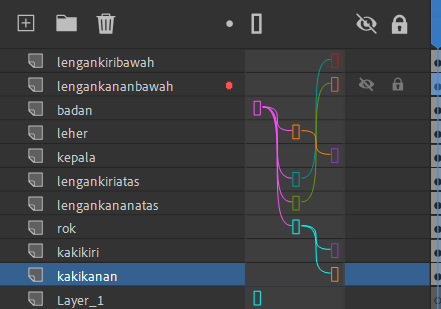 lengankiribawah
lengankananbawah
badan
leher
kepala
lengankiriatas
lengankananatas
rok
kakikiri
kakikanan
Layer_1